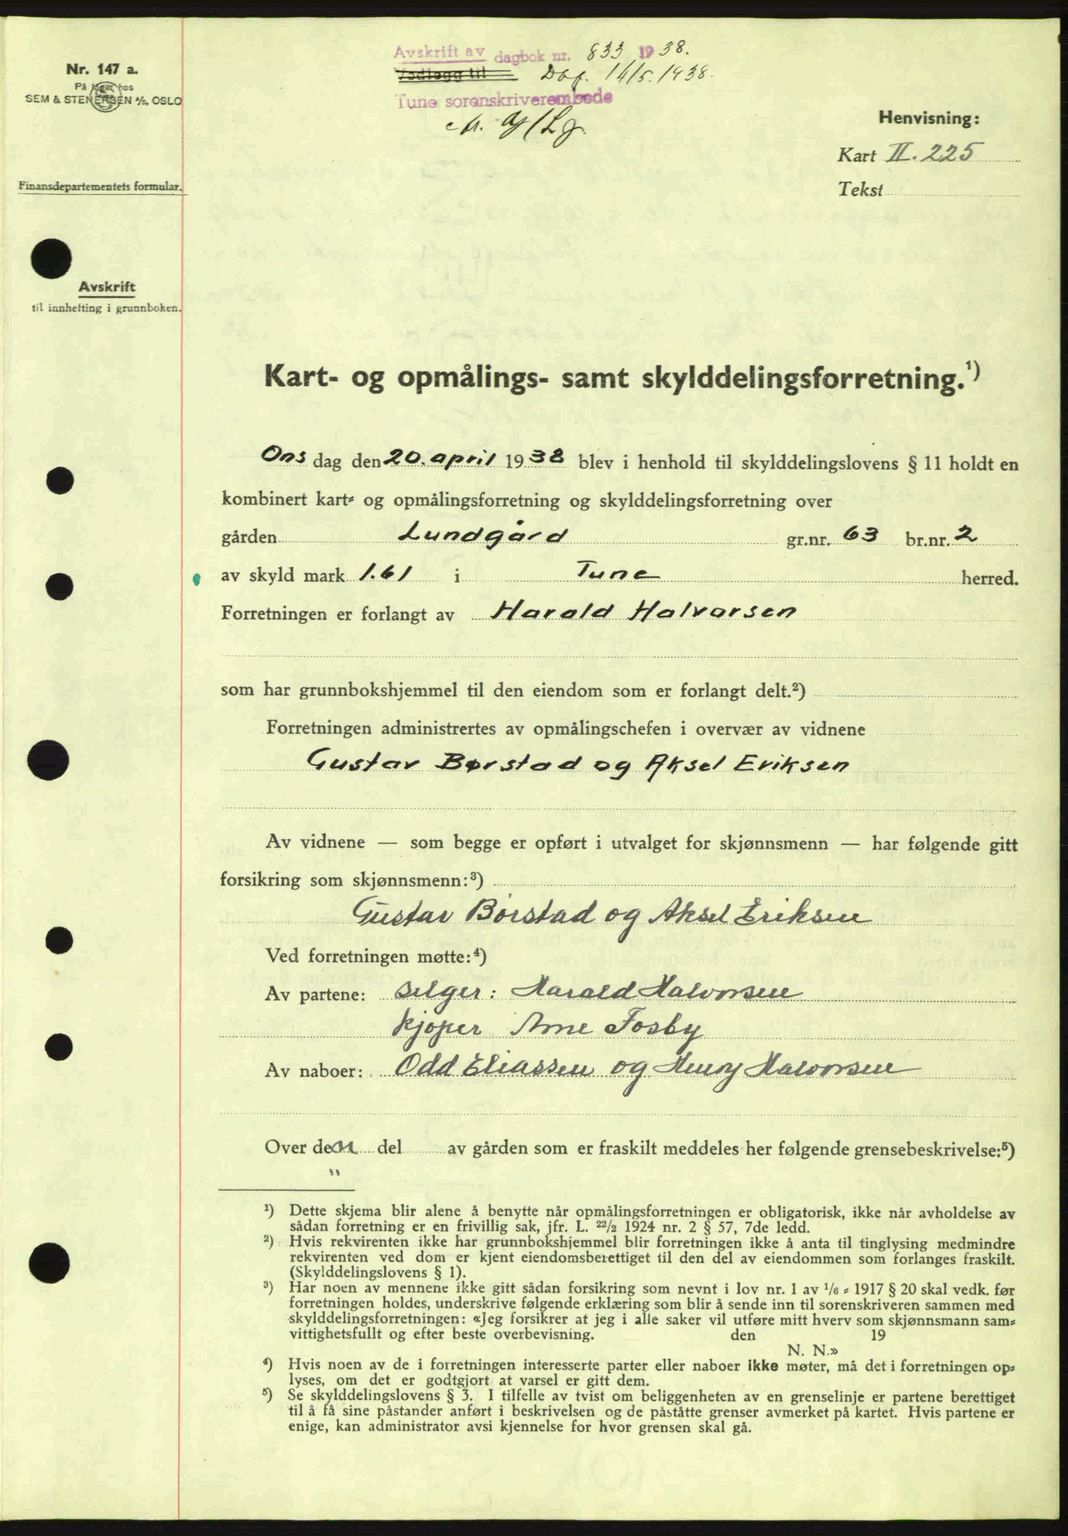 Nr. 147 a.
På lager hos
SEM & STENERSEN A/S, OSLO
Finansdepartementets formular.
Avskrift
til innhefting i grunnboken.
Avskrift av dagbok nr. 833 1938.
Vedlegg til Dag. 14/5.1938.
Tune sorenskriverembede
Henvisning:
Kart II. 225
Tekst
Kart- og opmålings- samt skylddelingsforretning.¹)
Onsdag den 20. april 1938 blev i henhold til skylddelingslovens § 11 holdt en
kombinert kart- og opmålingsforretning og skylddelingsforretning over
gården Lundgård gr.nr. 63 br.nr. 2
av skyld mark 1.61 i Tune herred.
Forretningen er forlangt av Harald Halvorsen
som har grunnbokshjemmel til den eiendom som er forlangt delt.²)
Forretningen administrertes av opmålingschefen i overvær av vidnene
Gustav Børstad og Aksel Eriksen
Av vidnene — som begge er opført i utvalget for skjønnsmenn — har følgende gitt
forsikring som skjønnsmenn:³)
Gustav Börstad og Aksel Eriksen
Ved forretningen møtte:⁴)
Av partene: Selger: Harald Halvorsen
Kjøper Arne Fosby
Av naboer: Odd Eliassen og Henry Halvorsen
Over den del av gården som er fraskilt meddeles her følgende grensebeskrivelse:⁵)
¹) Dette skjema blir alene å benytte når opmålingsforretningen er obligatorisk, ikke når avholdelse av
sådan forretning er en frivillig sak, jfr. L. 22/2 1924 nr. 2 § 57, 7de ledd.
²) Hvis rekvirenten ikke har grunnbokshjemmel blir forretningen ikke å anta til tinglysing medmindre
rekvirenten ved dom er kjent eiendomsberettiget til den del av eiendommen som forlanges fraskilt.
(Skylddelingslovens § 1).
³) Har noen av mennene ikke gitt sådan forsikring som nevnt i lov nr. 1 av 1/6 - 1917 § 20 skal vedk. før
forretningen holdes, underskrive følgende erklæring som blir å sende inn til sorenskriveren sammen med
skylddelingsforretningen: «Jeg forsikrer at jeg i alle saker vil utføre mitt hverv som skjønnsmann sam-
vittighetsfullt og efter beste overbevisning. den 19
N. N.»
⁴) Hvis noen av de i forretningen interesserte parter eller naboer ikke møter, må det i forretningen op-
lyses, om det er godtgjort at varsel er gitt dem.
⁵) Se skylddelingslovens § 3. I tilfelle av tvist om beliggenheten av en grenselinje er partene berettiget
til å få sine påstander anført i beskrivelsen og de påståtte grenser avmerket på kartet. Hvis partene er
enige, kan administrator avsi kjennelse for hvor grensen skal gå.